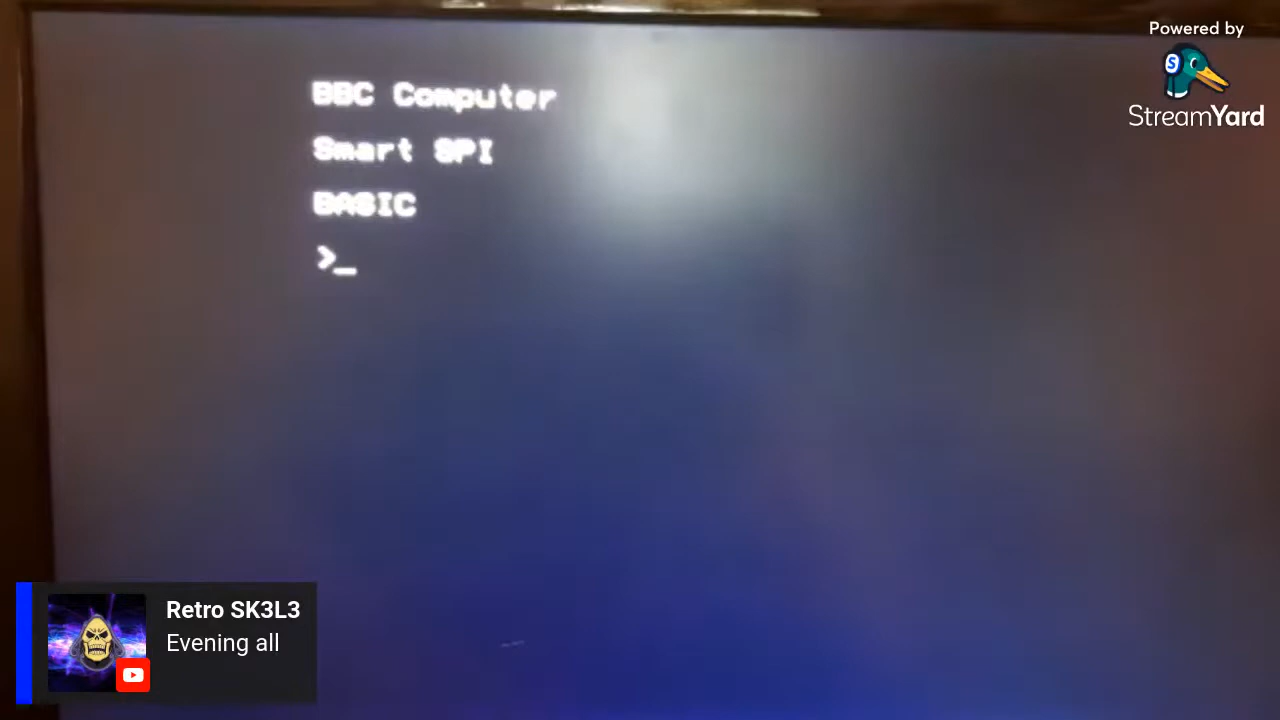 BBC Computer
Smart SPI
BASIC
>_
Powered by
S
StreamYard
Retro SK3L3
Evening all